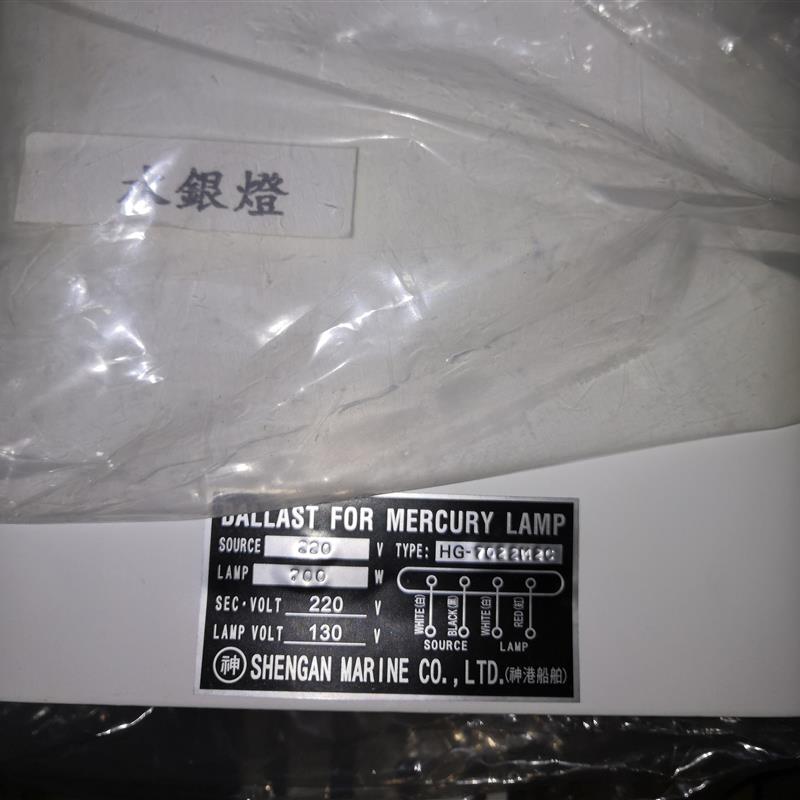 水銀燈
BALLAST FOR MERCURY LAMP
SOURCE 220 V TYPE: HG-7022M2C
LAMP 700 W
SEC·VOLT 220 V
LAMP VOLT 130 V
WHITE(白) BLACK(黑) WHITE(白) RED(紅)
SOURCE LAMP
神 SHENGAN MARINE CO., LTD.(神港船舶)